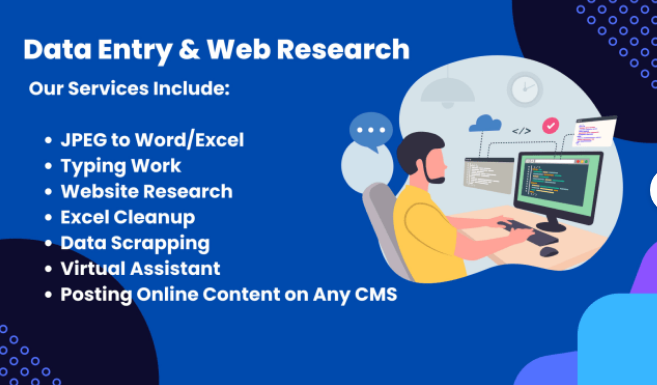 Data Entry & Web Research
Our Services Include:
• JPEG to Word/Excel
• Typing Work
• Website Research
• Excel Cleanup
• Data Scrapping
• Virtual Assistant
• Posting Online Content on Any CMS
</>